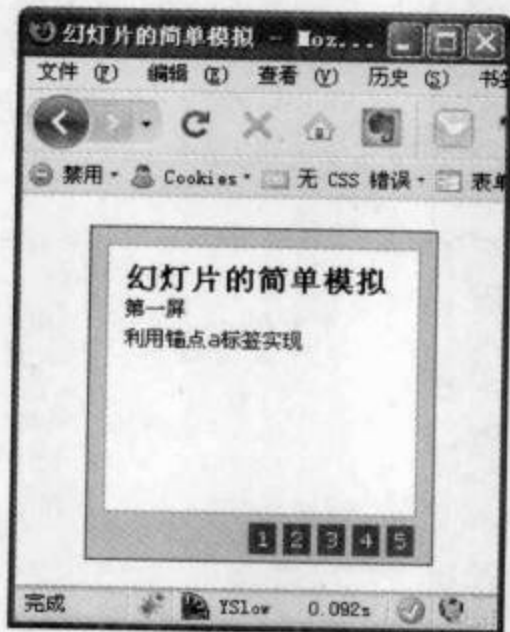 幻灯片的简单模拟 - Moz...
文件 (F) 编辑 (E) 查看 (V) 历史 (S)
禁用 Cookies 无 CSS 错误 表单
幻灯片的简单模拟
第一屏
利用锚点a标签实现
1 2 3 4 5
完成 YSlow 0.092s